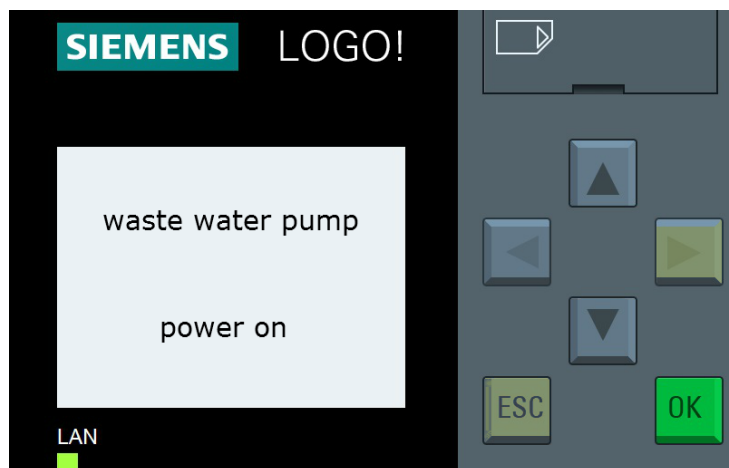 SIEMENS LOGO!
waste water pump
power on
ESC OK
LAN